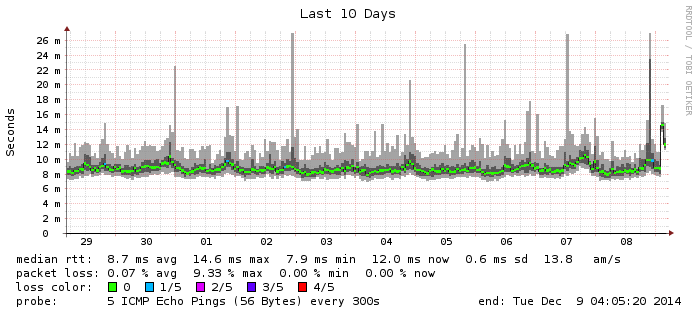 Last 10 Days
RRDTOOL / TOBI OETIKER
Seconds
26 m
24 m
22 m
20 m
18 m
16 m
14 m
12 m
10 m
8 m
6 m
4 m
2 m
0
29 30 01 02 03 04 05 06 07 08
median rtt: 8.7 ms avg 14.6 ms max 7.9 ms min 12.0 ms now 0.6 ms sd 13.8 am/s
packet loss: 0.07 % avg 9.33 % max 0.00 % min 0.00 % now
loss color: 0 1/5 2/5 3/5 4/5
probe: 5 ICMP Echo Pings (56 Bytes) every 300s end: Tue Dec 9 04:05:20 2014